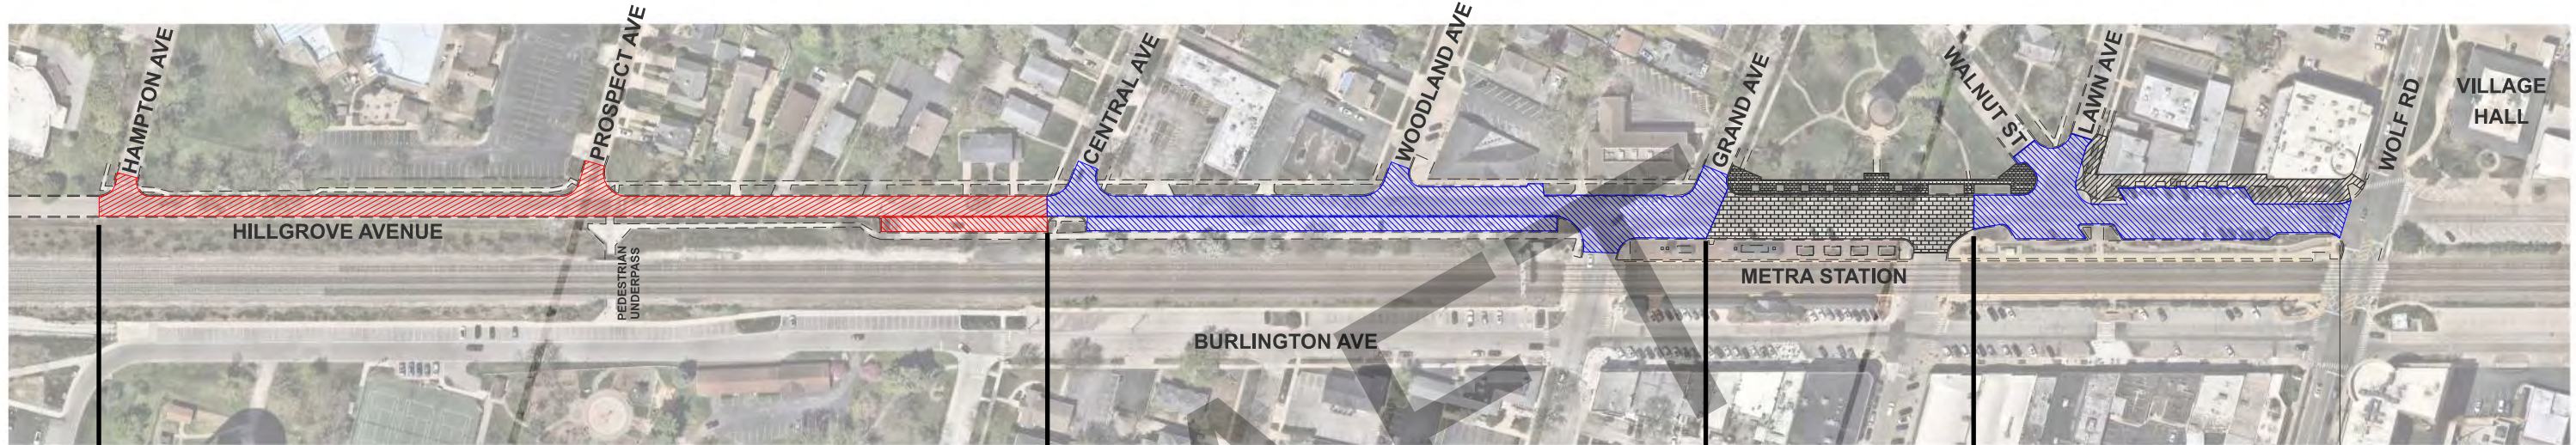 HAMPTON AVE
PROSPECT AVE
CENTRAL AVE
WOODLAND AVE
GRAND AVE
WALNUT ST
LAWN AVE
WOLF RD
VILLAGE
HALL
HILLGROVE AVENUE
PEDESTRIAN
UNDERPASS
METRA STATION
BURLINGTON AVE